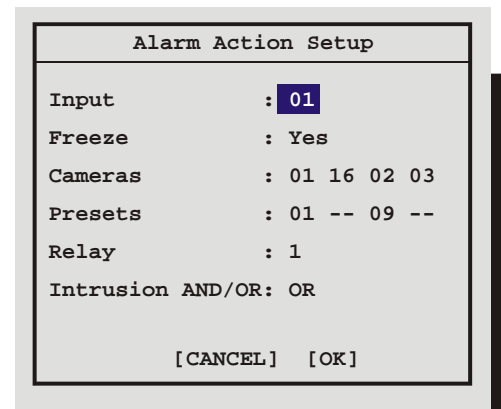 Alarm Action Setup
Input : 01
Freeze : Yes
Cameras : 01 16 02 03
Presets : 01 -- 09 --
Relay : 1
Intrusion AND/OR: OR
[CANCEL] [OK]